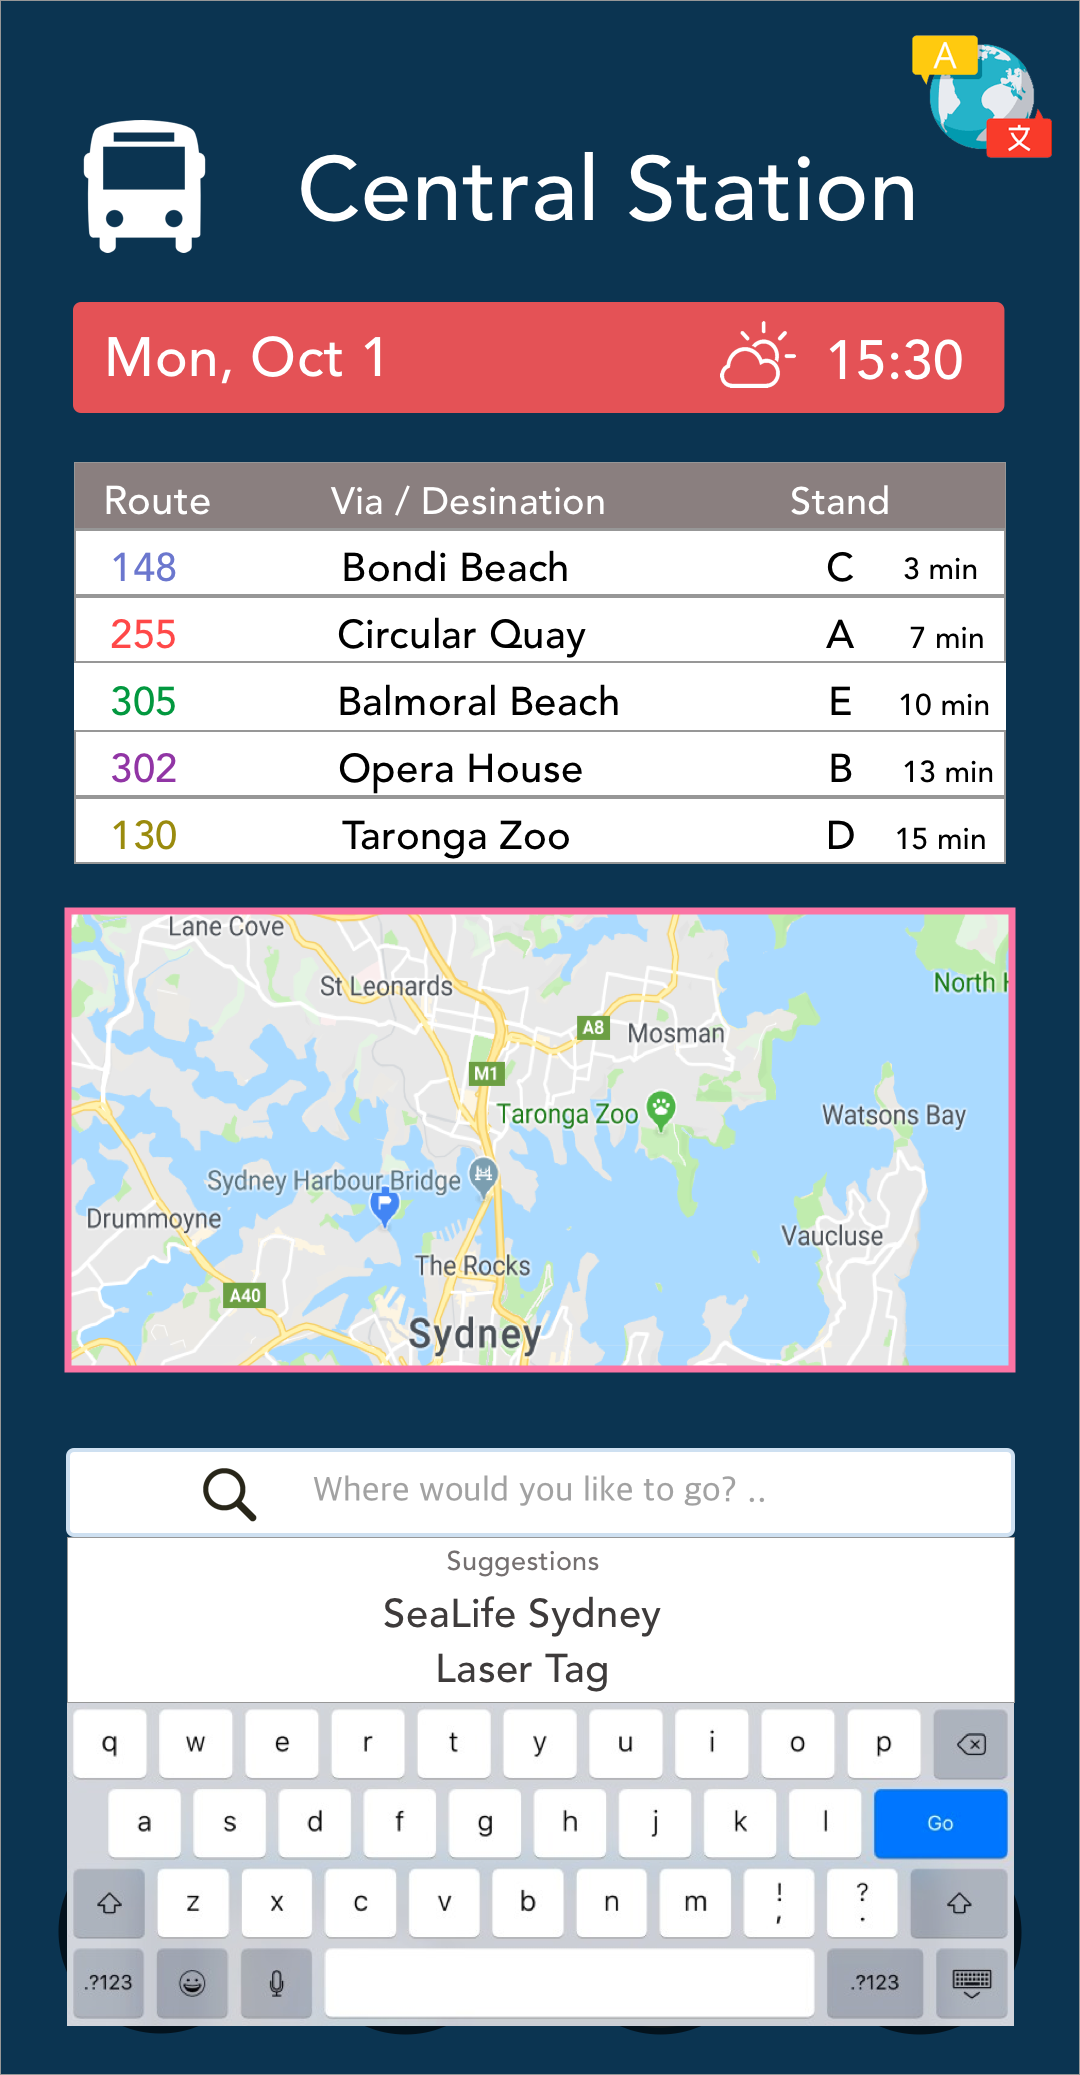 A
文
Central Station
Mon, Oct 1 15:30
Route Via / Desination Stand
148 Bondi Beach C 3 min
255 Circular Quay A 7 min
305 Balmoral Beach E 10 min
302 Opera House B 13 min
130 Taronga Zoo D 15 min
Lane Cove
North H
St Leonards
A8 Mosman
M1
Taronga Zoo
Watsons Bay
Sydney Harbour Bridge
Drummoyne
Vaucluse
The Rocks
A40
Sydney
Where would you like to go? ..
Suggestions
SeaLife Sydney
Laser Tag
q w e r t y u i o p
a s d f g h j k l Go
z x c v b n m ! , ? .
.?123 .?123